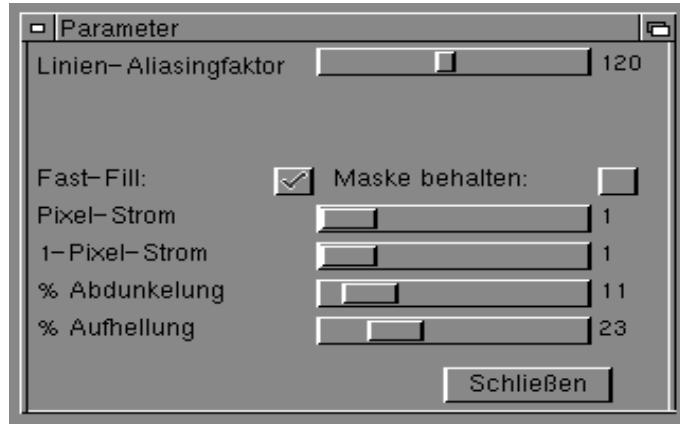 Parameter
Linien-Aliasingfaktor 120
Fast-Fill: Maske behalten:
Pixel-Strom 1
1-Pixel-Strom 1
% Abdunkelung 11
% Aufhellung 23
Schließen